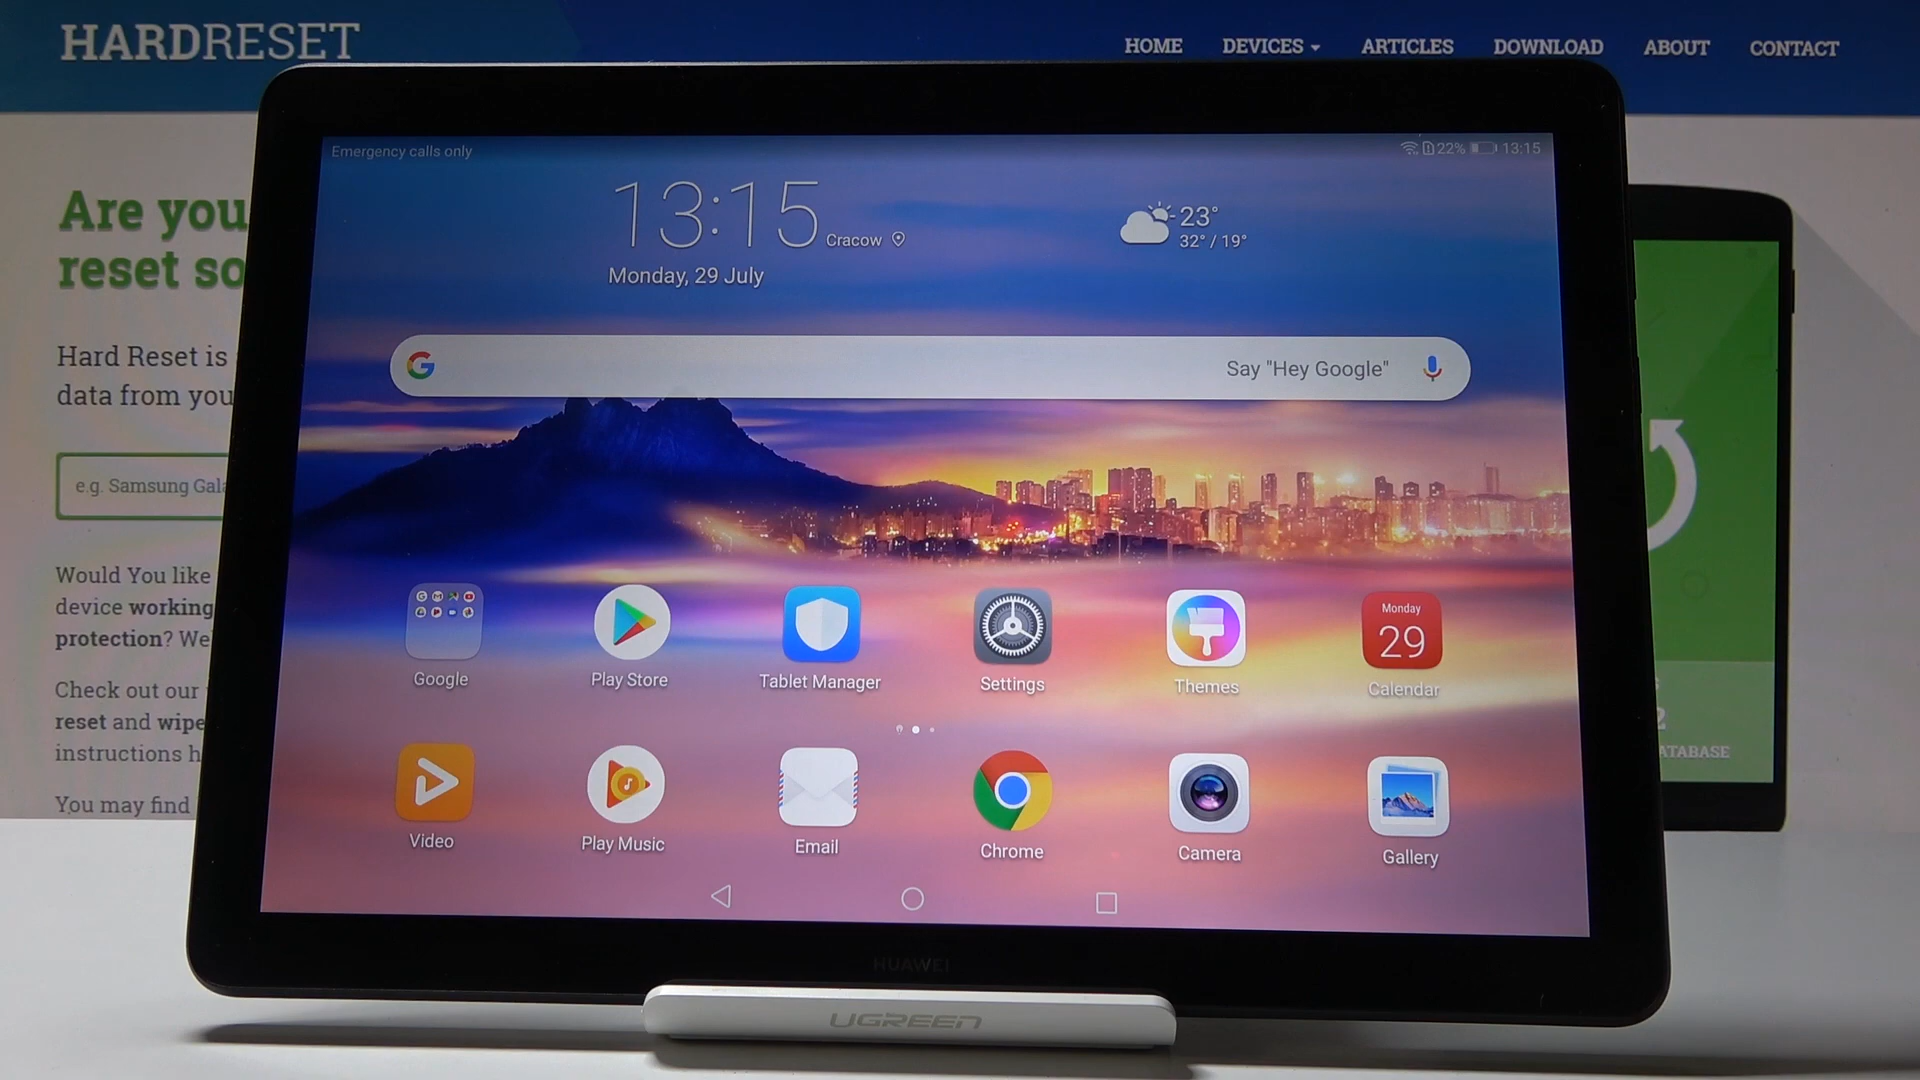 HARDRESET
HOME DEVICES ARTICLES DOWNLOAD ABOUT CONTACT
Are you
reset so
Hard Reset is
data from you
e.g. Samsung Gala
Would You like
device working
protection? We
Check out our
reset and wipe
instructions h
You may find
Emergency calls only
22% 13:15
13:15
Cracow
Monday, 29 July
23°
32° / 19°
Say "Hey Google"
Google
Play Store
Tablet Manager
Settings
Themes
Monday
29
Calendar
Video
Play Music
Email
Chrome
Camera
Gallery
HUAWEI
UGREEN
2
ATABASE